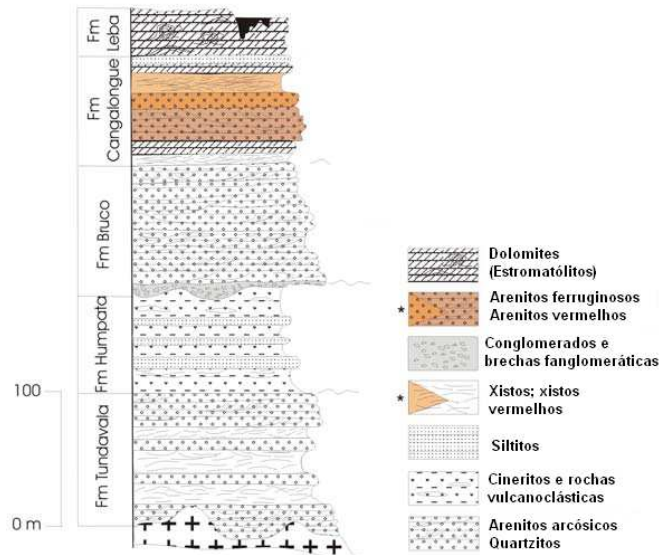 Fm
Leba
Fm
Cangalongue
Fm Bruco
Fm Humpata
Fm Tundavala
100
0 m
Dolomites
(Estromatólitos)
* Arenitos ferruginosos
Arenitos vermelhos
Conglomerados e
brechas fanglomeráticas
* Xistos; xistos
vermelhos
Siltitos
Cineritos e rochas
vulcanoclásticas
Arenitos arcósicos
Quartzitos